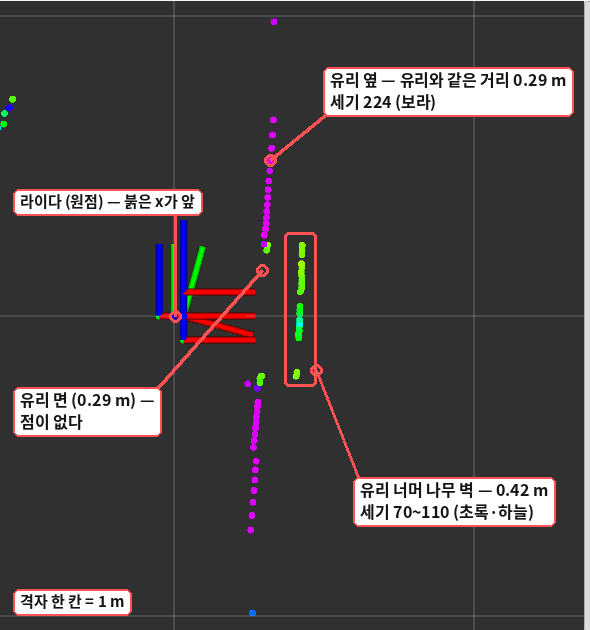 유리 옆 — 유리와 같은 거리 0.29 m
세기 224 (보라)
라이다 (원점) — 붉은 x가 앞
유리 면 (0.29 m) —
점이 없다
유리 너머 나무 벽 — 0.42 m
세기 70~110 (초록·하늘)
격자 한 칸 = 1 m